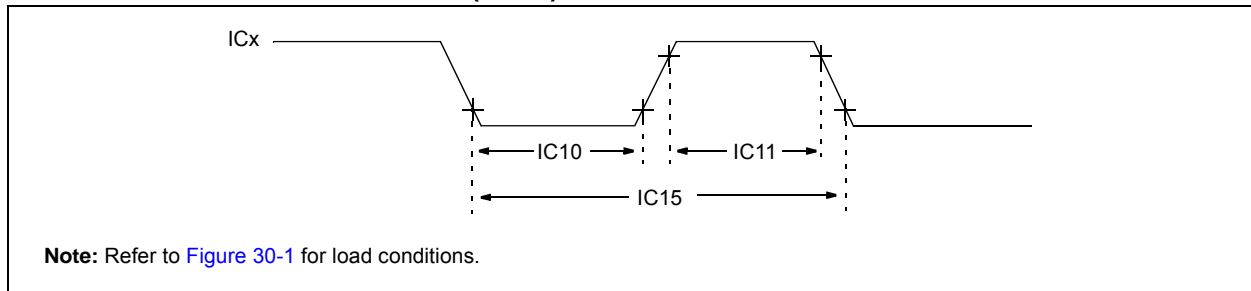 ICx
IC10
IC11
IC15
Note: Refer to Figure 30-1 for load conditions.